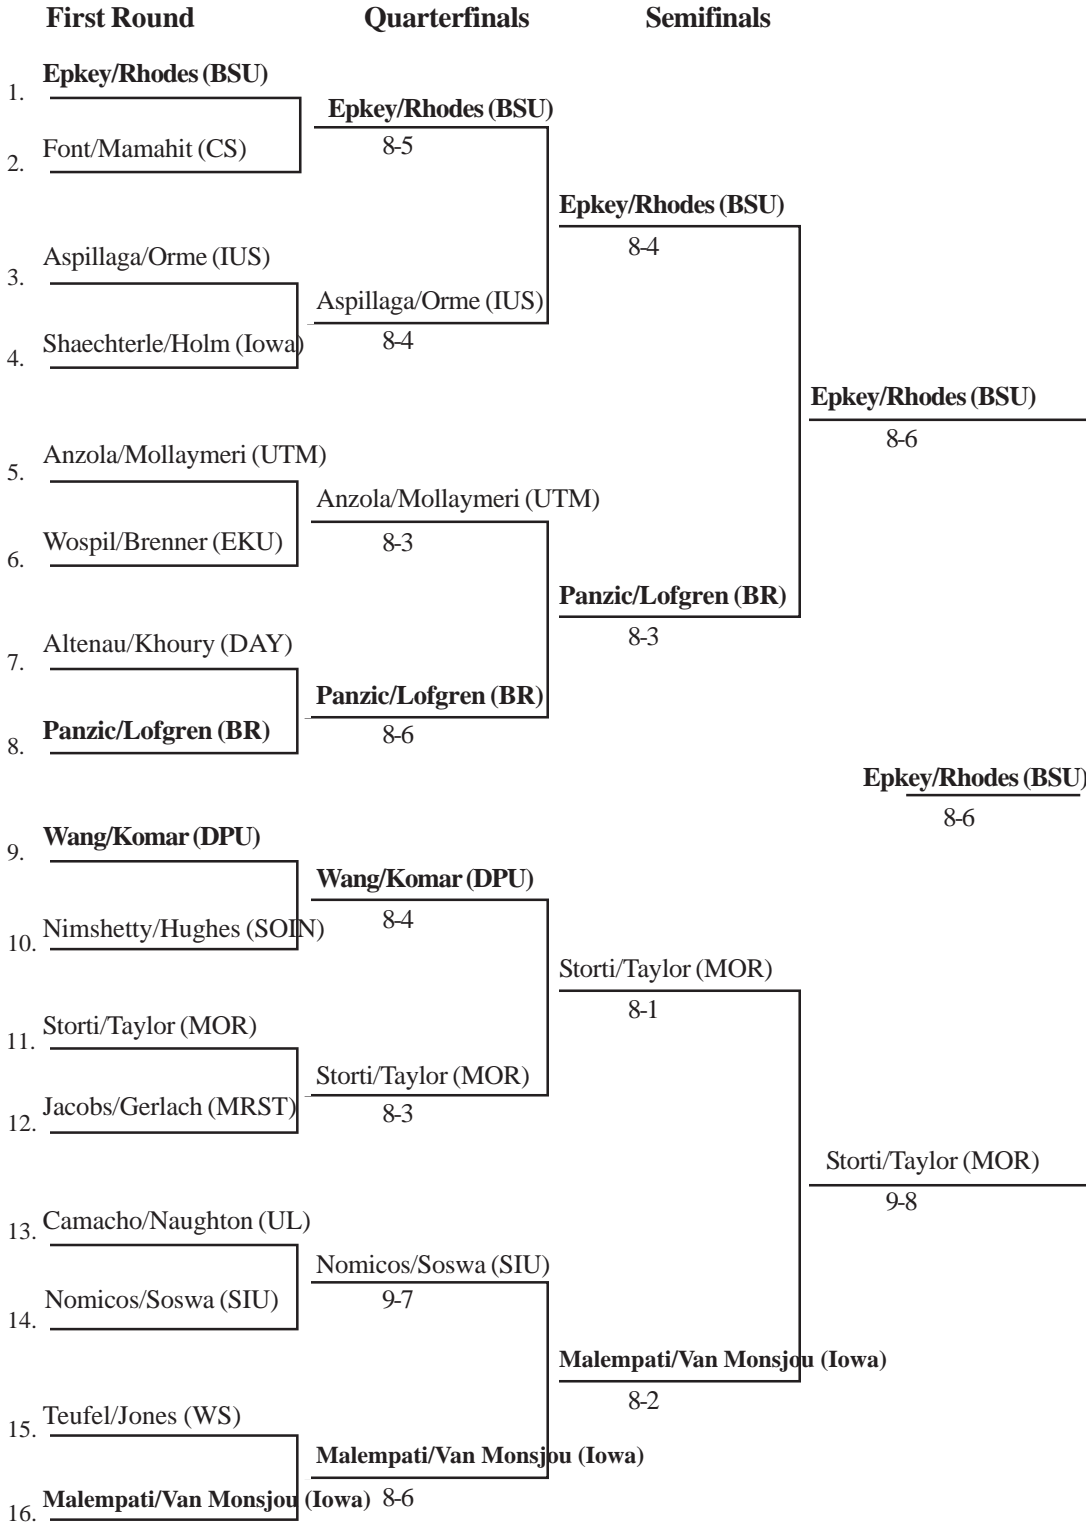 First Round Quarterfinals Semifinals
1. Epkey/Rhodes (BSU)
2. Font/Mamahit (CS)
3. Aspillaga/Orme (IUS)
4. Shaechterle/Holm (Iowa)
5. Anzola/Mollaymeri (UTM)
6. Wospil/Brenner (EKU)
7. Altenau/Khoury (DAY)
8. Panzic/Lofgren (BR)
9. Wang/Komar (DPU)
10. Nimshetty/Hughes (SOIN)
11. Storti/Taylor (MOR)
12. Jacobs/Gerlach (MRST)
13. Camacho/Naughton (UL)
14. Nomicos/Soswa (SIU)
15. Teufel/Jones (WS)
16. Malempati/Van Monsjou (Iowa)
Epkey/Rhodes (BSU)
8-5
Aspillaga/Orme (IUS)
8-4
Anzola/Mollaymeri (UTM)
8-3
Panzic/Lofgren (BR)
8-6
Wang/Komar (DPU)
8-4
Storti/Taylor (MOR)
8-3
Nomicos/Soswa (SIU)
9-7
Malempati/Van Monsjou (Iowa)
8-6
Epkey/Rhodes (BSU)
8-4
Panzic/Lofgren (BR)
8-3
Storti/Taylor (MOR)
8-1
Malempati/Van Monsjou (Iowa)
8-2
Epkey/Rhodes (BSU)
8-6
Storti/Taylor (MOR)
9-8
Epkey/Rhodes (BSU)
8-6